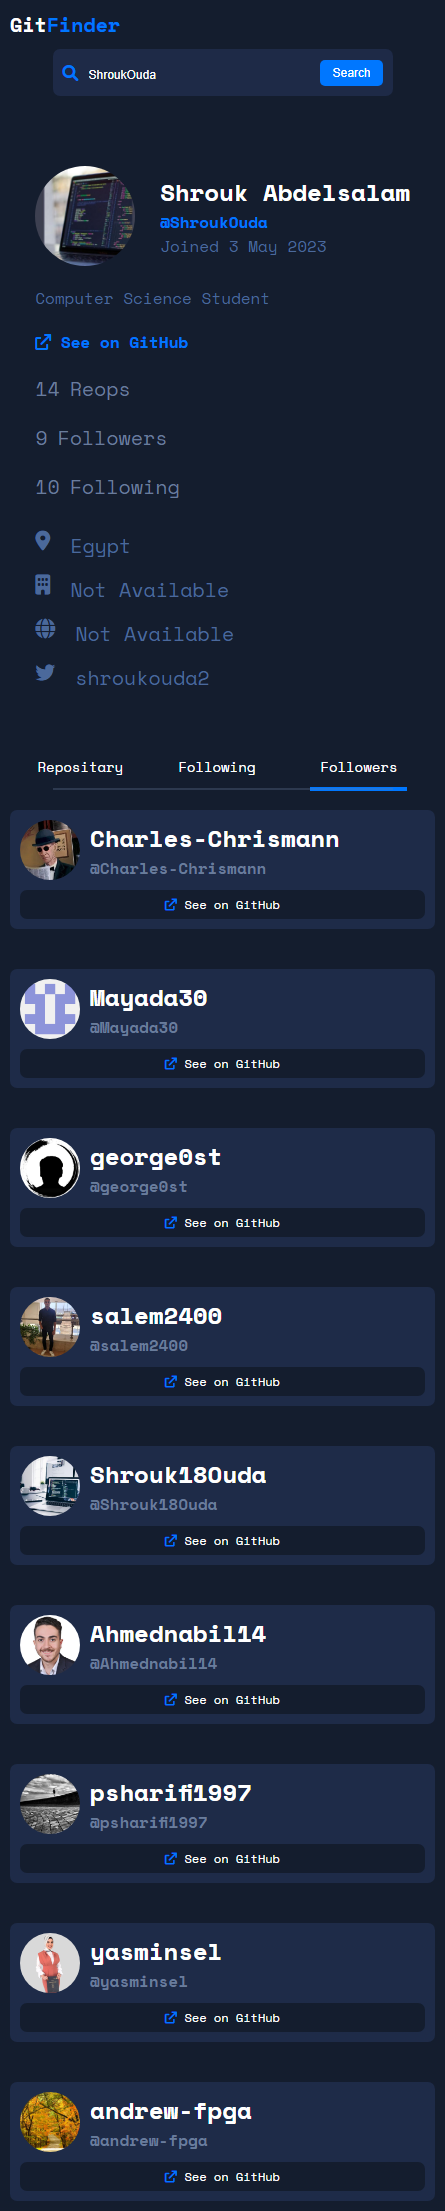 GitFinder
ShroukOuda
Search
Shrouk Abdelsalam
@ShroukOuda
Joined 3 May 2023
Computer Science Student
See on GitHub
14 Reops
9 Followers
10 Following
Egypt
Not Available
Not Available
shroukouda2
Repositary Following Followers
Charles-Chrismann
@Charles-Chrismann
See on GitHub
Mayada30
@Mayada30
See on GitHub
george0st
@george0st
See on GitHub
salem2400
@salem2400
See on GitHub
Shrouk18Ouda
@Shrouk18Ouda
See on GitHub
Ahmednabil14
@Ahmednabil14
See on GitHub
psharifi1997
@psharifi1997
See on GitHub
yasminsel
@yasminsel
See on GitHub
andrew-fpga
@andrew-fpga
See on GitHub